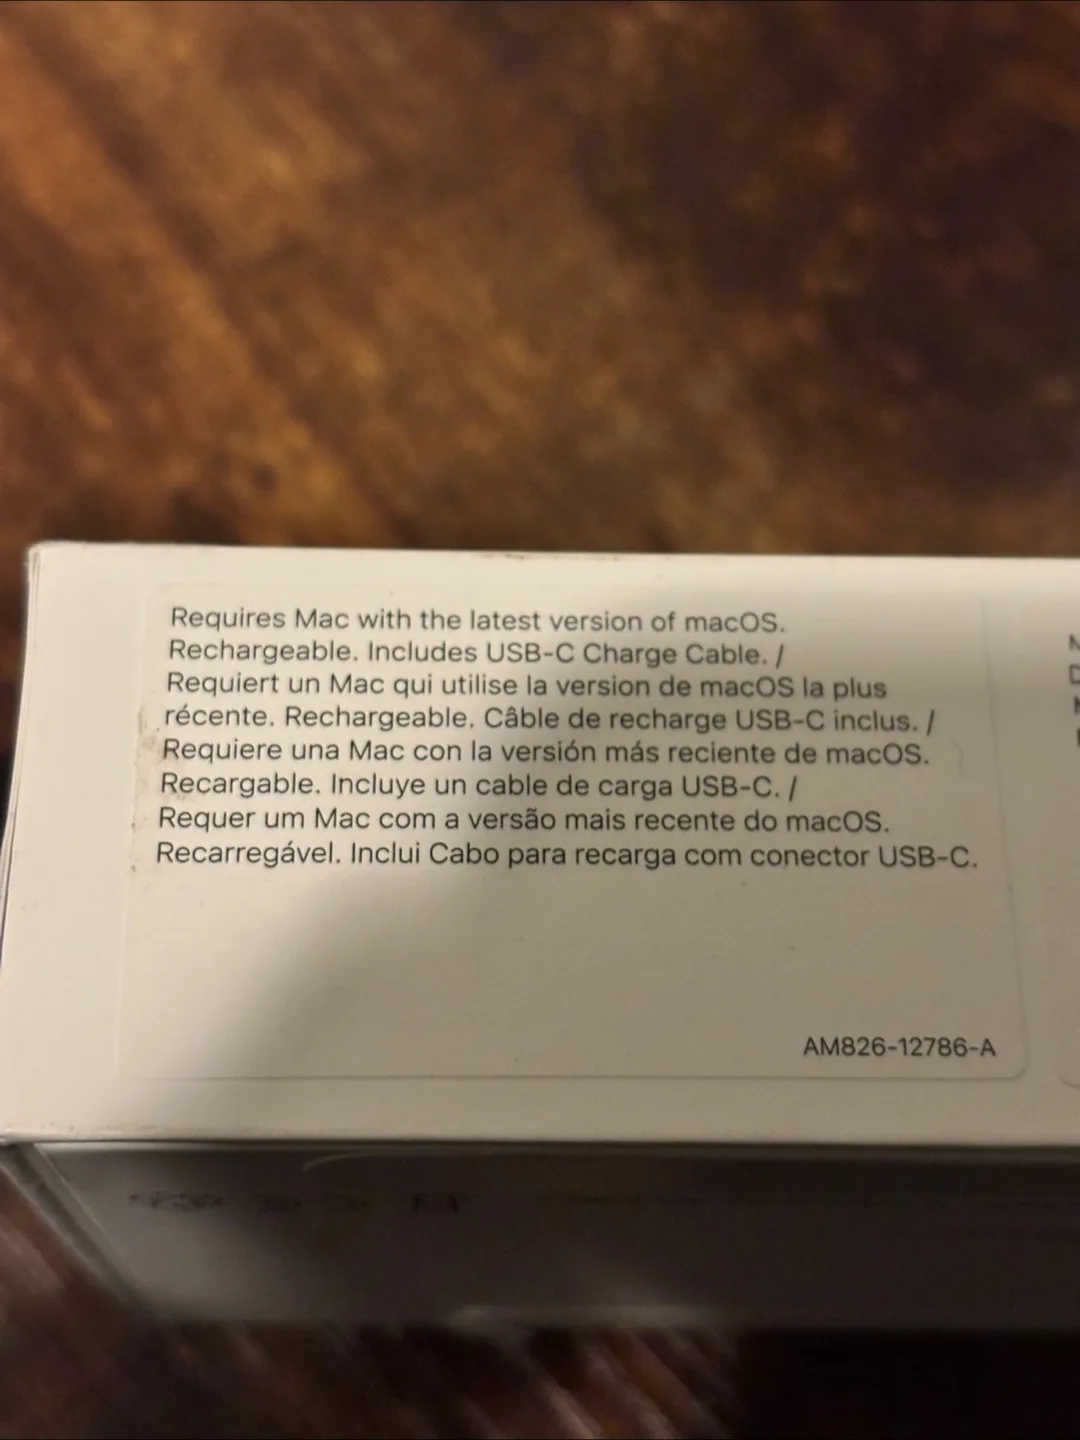 Requires Mac with the latest version of macOS.
Rechargeable. Includes USB-C Charge Cable. /
Requiert un Mac qui utilise la version de macOS la plus
récente. Rechargeable. Câble de recharge USB-C inclus. /
Requiere una Mac con la versión más reciente de macOS.
Recargable. Incluye un cable de carga USB-C. /
Requer um Mac com a versão mais recente do macOS.
Recarregável. Inclui Cabo para recarga com conector USB-C.
AM826-12786-A